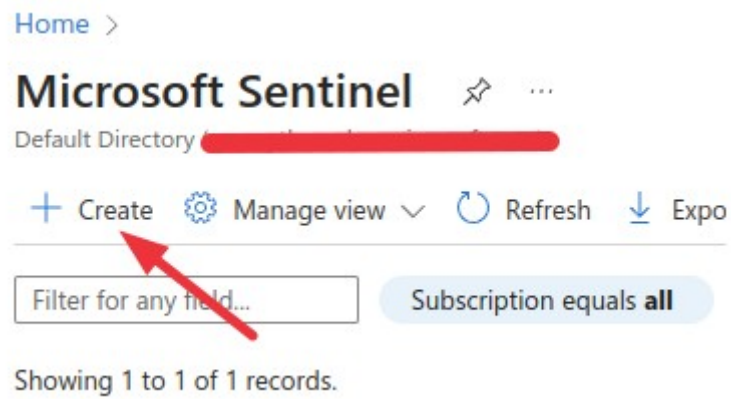 Home >
Microsoft Sentinel ...
Default Directory
+ Create Manage view Refresh Expo
Filter for any field... Subscription equals all
Showing 1 to 1 of 1 records.